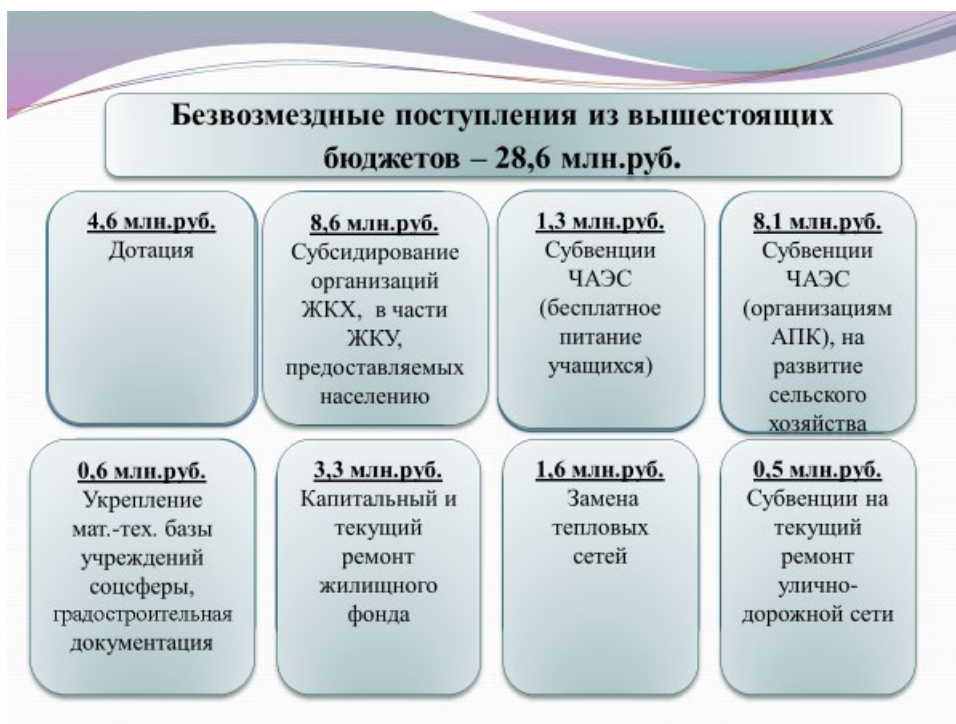 Безвозмездные поступления из вышестоящих
бюджетов – 28,6 млн.руб.
4,6 млн.руб.
Дотация
8,6 млн.руб.
Субсидирование
организаций
ЖКХ, в части
ЖКУ,
предоставляемых
населению
1,3 млн.руб.
Субвенции
ЧАЭС
(бесплатное
питание
учащихся)
8,1 млн.руб.
Субвенции
ЧАЭС
(организациям
АПК), на
развитие
сельского
хозяйства
0,6 млн.руб.
Укрепление
мат.-тех. базы
учреждений
соцсферы,
градостроительная
документация
3,3 млн.руб.
Капитальный и
текущий
ремонт
жилищного
фонда
1,6 млн.руб.
Замена
тепловых
сетей
0,5 млн.руб.
Субвенции на
текущий
ремонт
улично-
дорожной сети